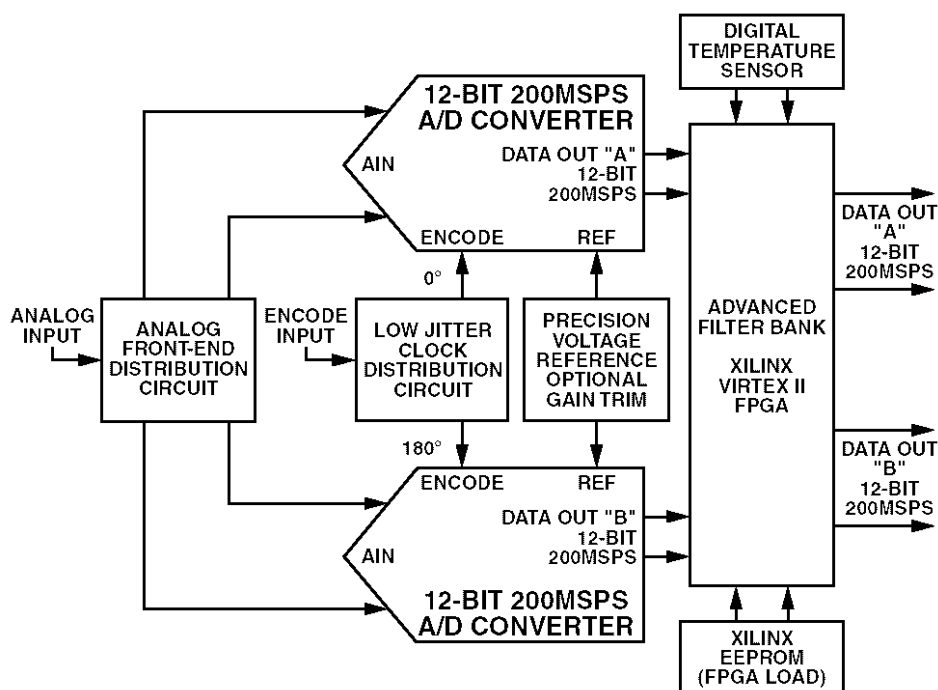 DIGITAL
TEMPERATURE
SENSOR
12-BIT 200MSPS
A/D CONVERTER
AIN
DATA OUT "A"
12-BIT
200MSPS
ENCODE
REF
0°
DATA OUT
"A"
12-BIT
200MSPS
ANALOG
INPUT
ANALOG
FRONT-END
DISTRIBUTION
CIRCUIT
ENCODE
INPUT
LOW JITTER
CLOCK
DISTRIBUTION
CIRCUIT
PRECISION
VOLTAGE
REFERENCE
OPTIONAL
GAIN TRIM
ADVANCED
FILTER BANK
XILINX
VIRTEX II
FPGA
180°
ENCODE
REF
DATA OUT "B"
12-BIT
200MSPS
AIN
12-BIT 200MSPS
A/D CONVERTER
DATA OUT
"B"
12-BIT
200MSPS
XILINX
EEPROM
(FPGA LOAD)